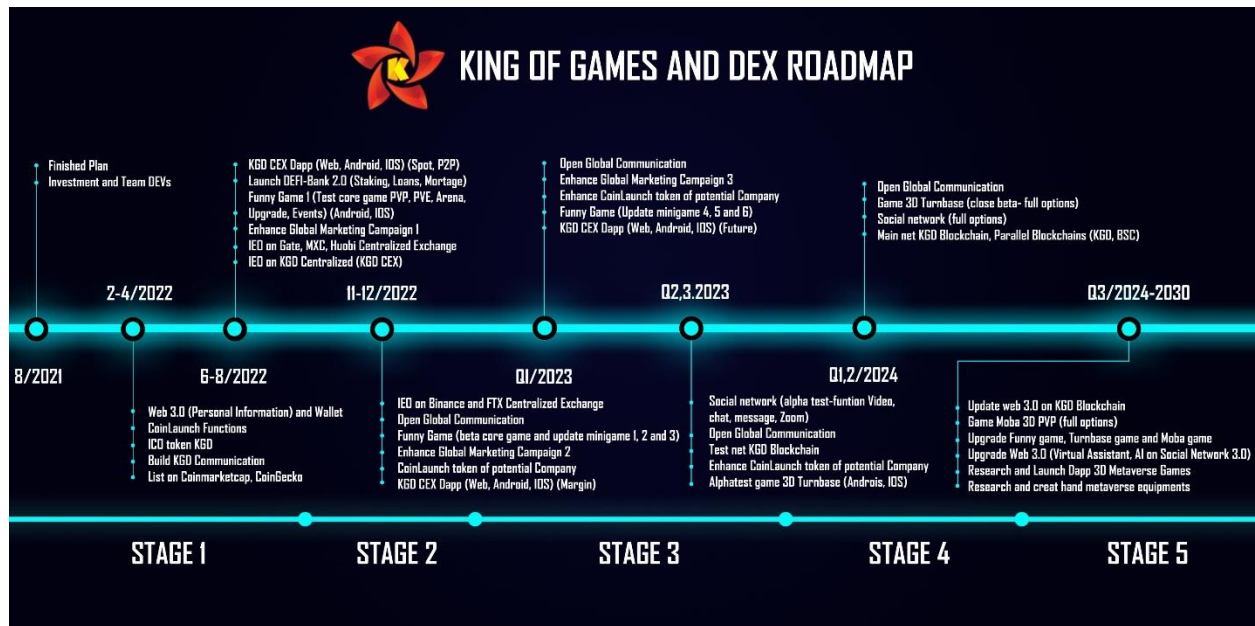 K
KING OF GAMES AND DEX ROADMAP
Finished Plan
Investment and Team DEVs
8/2021
2-4/2022
Web 3.0 (Personal Information) and Wallet
CoinLaunch Functions
ICO token KGD
Build KGD Communication
List on Coinmarketcap, CoinGecko
KGD CEX Dapp (Web, Android, IOS) (Spot, P2P)
Launch DEFI-Bank 2.0 (Staking, Loans, Mortage)
Funny Game 1 (Test core game PVP, PVE, Arena,
Upgrade, Events) (Android, IOS)
Enhance Global Marketing Campaign 1
IEO on Gate, MXC, Huobi Centralized Exchange
IEO on KGD Centralized (KGD CEX)
6-8/2022
11-12/2022
IEO on Binance and FTX Centralized Exchange
Open Global Communication
Funny Game (beta core game and update minigame 1, 2 and 3)
Enhance Global Marketing Campaign 2
CoinLaunch token of potential Company
KGD CEX Dapp (Web, Android, IOS) (Margin)
Open Global Communication
Enhance Global Marketing Campaign 3
Enhance CoinLaunch token of potential Company
Funny Game (Update minigame 4, 5 and 6)
KGD CEX Dapp (Web, Android, IOS) (Future)
Q1/2023
Q2,3.2023
Social network (alpha test-funtion Video,
chat, message, Zoom)
Open Global Communication
Test net KGD Blockchain
Enhance CoinLaunch token of potential Company
Alphatest game 3D Turnbase (Androis, IOS)
Open Global Communication
Game 3D Turnbase (close beta- full options)
Social network (full options)
Main net KGD Blockchain, Parallel Blockchains (KGD, BSC)
Q1,2/2024
Q3/2024-2030
Update web 3.0 on KGD Blockchain
Game Moba 3D PVP (full options)
Upgrade Funny game, Turnbase game and Moba game
Upgrade Web 3.0 (Virtual Assistant, AI on Social Network 3.0)
Research and Launch Dapp 3D Metaverse Games
Research and creat hand metaverse equipments
STAGE 1
STAGE 2
STAGE 3
STAGE 4
STAGE 5